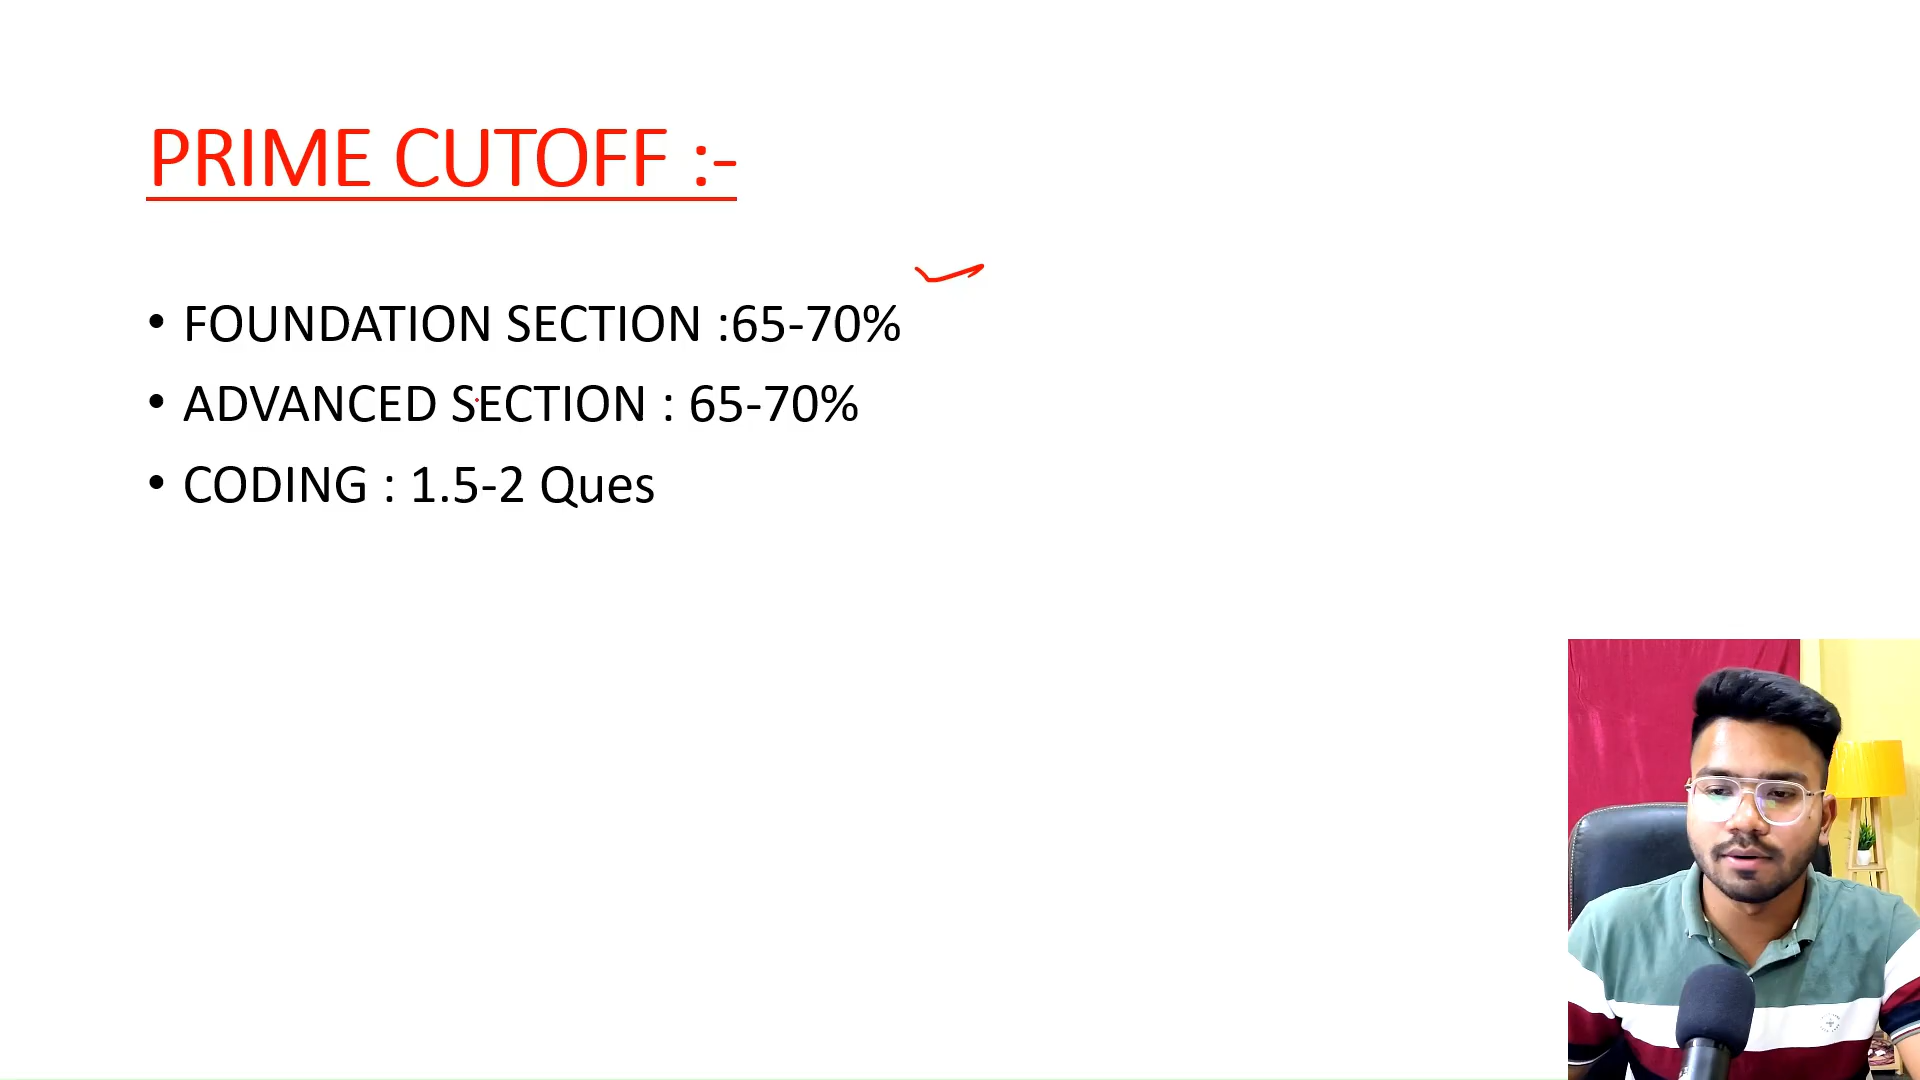 PRIME CUTOFF :-
• FOUNDATION SECTION :65-70%
• ADVANCED SECTION : 65-70%
• CODING : 1.5-2 Ques